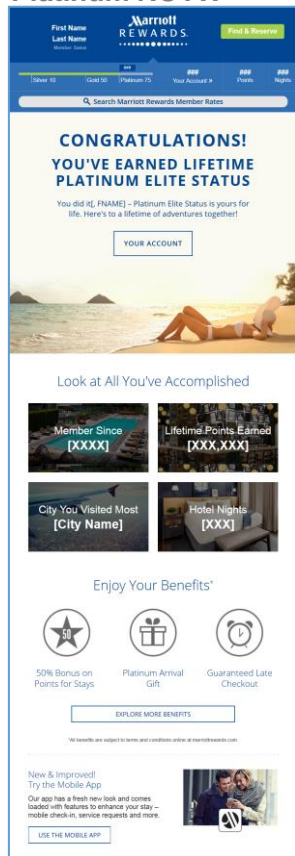 First Name
Last Name
Member Status
Marriott
REWARDS
Find & Reserve
###
Silver 10
Gold 50
Platinum 75
###
Your Account »
###
Points
###
Nights
Search Marriott Rewards Member Rates
CONGRATULATIONS!
YOU'VE EARNED LIFETIME
PLATINUM ELITE STATUS
You did it[, FNAME] – Platinum Elite Status is yours for
life. Here's to a lifetime of adventures together!
YOUR ACCOUNT
Look at All You've Accomplished
Member Since
[XXXX]
Lifetime Points Earned
[XXX,XXX]
City You Visited Most
[City Name]
Hotel Nights
[XXX]
Enjoy Your Benefits*
50
50% Bonus on
Points for Stays
Platinum Arrival
Gift
Guaranteed Late
Checkout
EXPLORE MORE BENEFITS
*All benefits are subject to terms and conditions online at marriottrewards.com
New & Improved!
Try the Mobile App
Our app has a fresh new look and comes
loaded with features to enhance your stay –
mobile check-in, service requests and more.
USE THE MOBILE APP